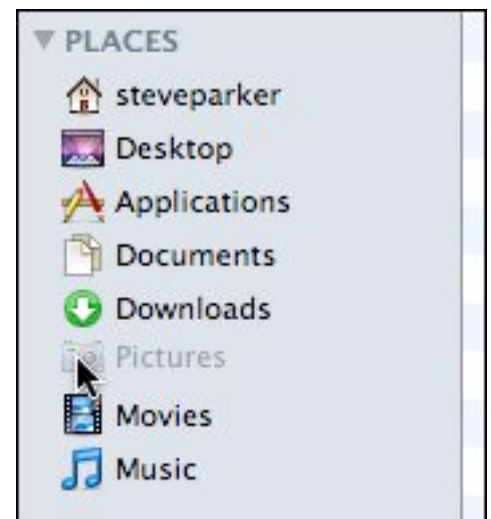 PLACES
steveparker
Desktop
Applications
Documents
Downloads
Pictures
Movies
Music